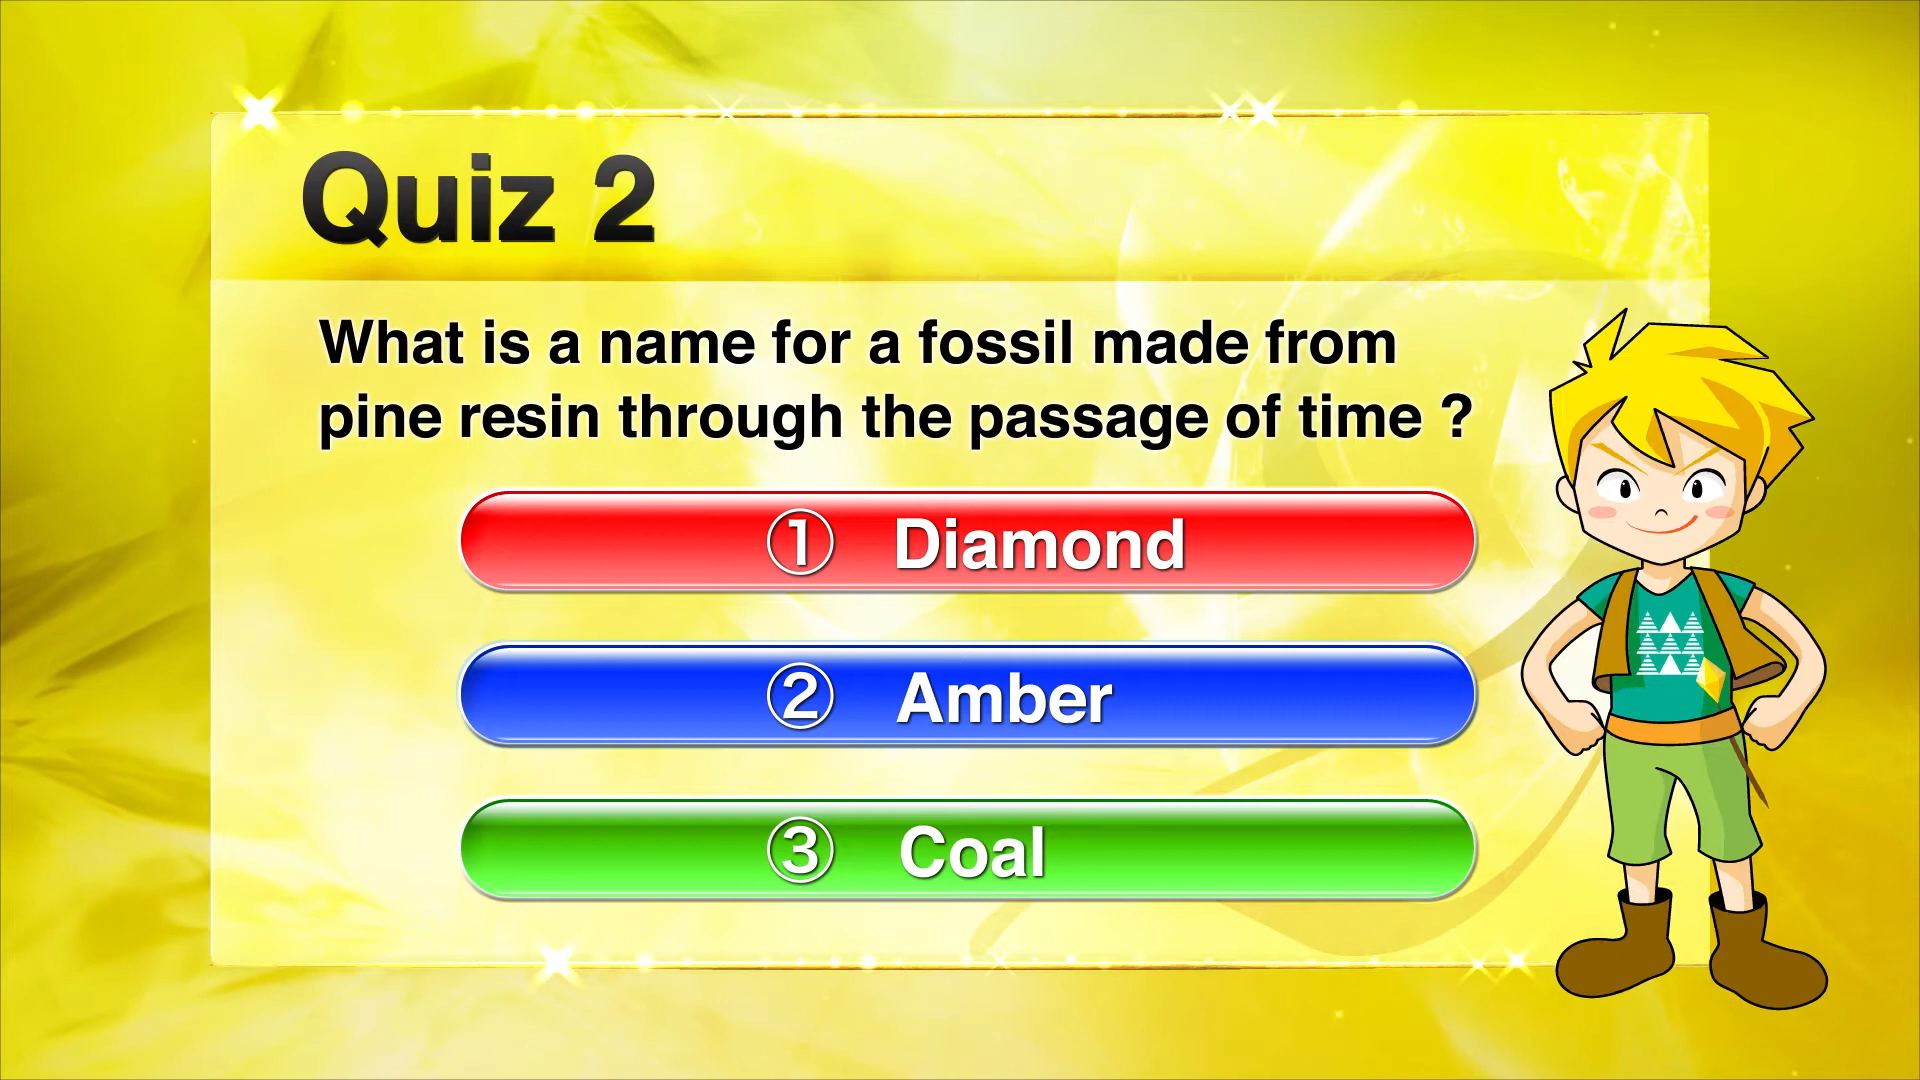 Quiz 2
What is a name for a fossil made from
pine resin through the passage of time ?
① Diamond
② Amber
③ Coal